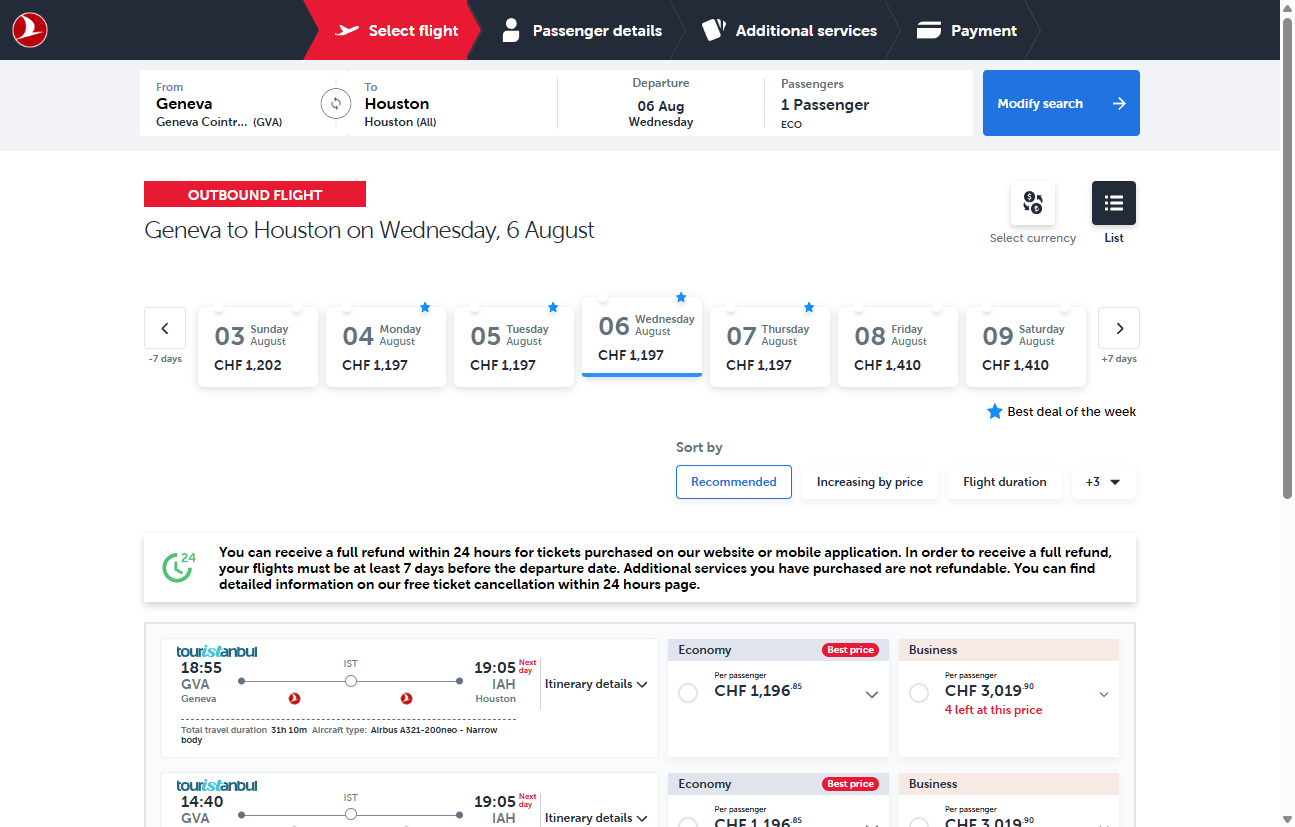 Select flight
Passenger details
Additional services
Payment
From
Geneva
Geneva Cointr... (GVA)
To
Houston
Houston (All)
Departure
06 Aug
Wednesday
Passengers
1 Passenger
ECO
Modify search
OUTBOUND FLIGHT
Geneva to Houston on Wednesday, 6 August
Select currency
List
-7 days
03 Sunday August
CHF 1,202
04 Monday August
CHF 1,197
05 Tuesday August
CHF 1,197
06 Wednesday August
CHF 1,197
07 Thursday August
CHF 1,197
08 Friday August
CHF 1,410
09 Saturday August
CHF 1,410
+7 days
Best deal of the week
Sort by
Recommended
Increasing by price
Flight duration
+3
24
You can receive a full refund within 24 hours for tickets purchased on our website or mobile application. In order to receive a full refund,
your flights must be at least 7 days before the departure date. Additional services you have purchased are not refundable. You can find
detailed information on our free ticket cancellation within 24 hours page.
touristanbul
18:55
GVA
Geneva
IST
19:05 Next day
IAH
Houston
Itinerary details
Total travel duration 31h 10m Aircraft type: Airbus A321-200neo - Narrow
body
Economy
Best price
Per passenger
CHF 1,196.85
Business
Per passenger
CHF 3,019.90
4 left at this price
touristanbul
14:40
GVA
IST
19:05 Next day
IAH
Itinerary details
Economy
Best price
Per passenger
CHF 1,196.85
Business
Per passenger
CHF 3,019.90